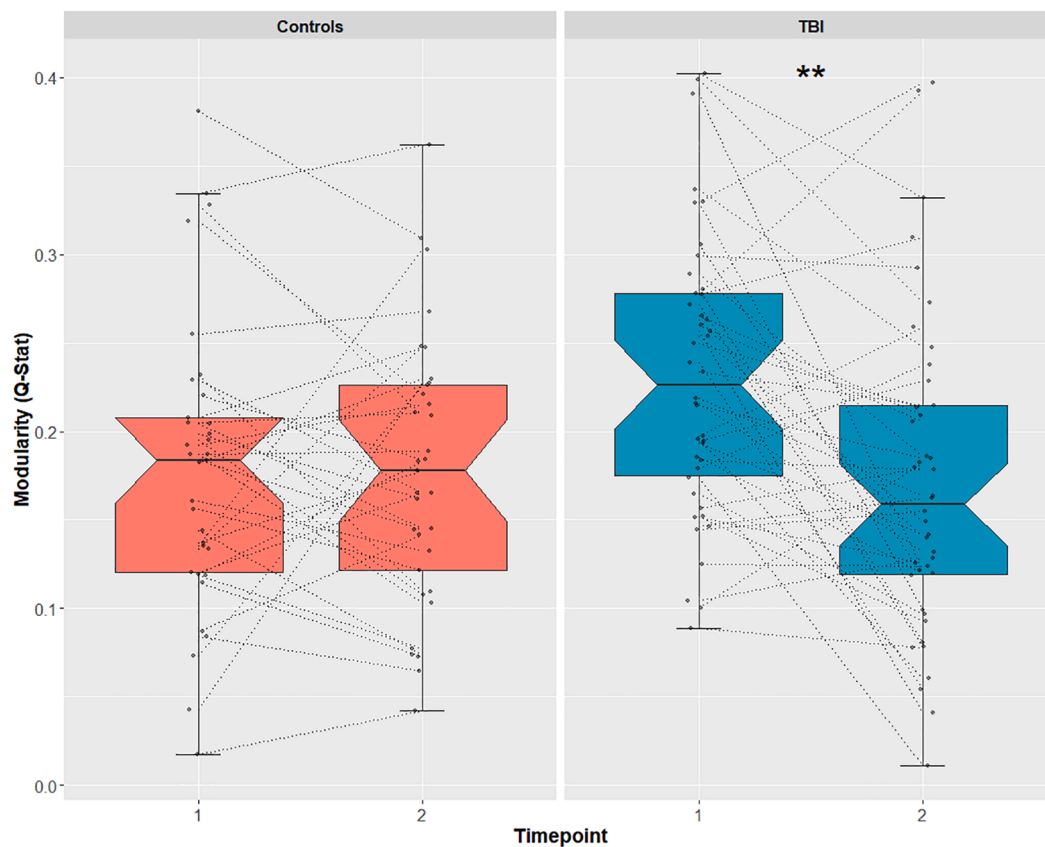 Controls
TBI
**
0.4
0.3
0.2
0.1
0.0
Modularity (Q-Stat)
1
2
1
2
Timepoint